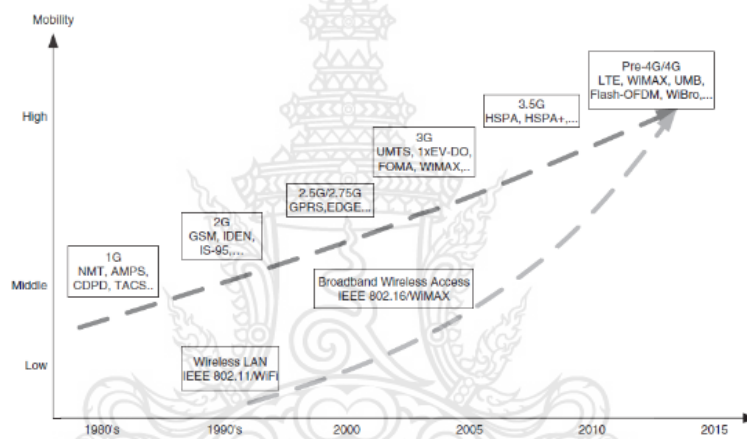 Mobility
Pre-4G/4G
LTE, WIMAX, UMB,
Flash-OFDM, WiBro,...
High
3.5G
HSPA, HSPA+,...
3G
UMTS, 1xEV-DO,
FOMA, WIMAX,..
2.5G/2.75G
GPRS,EDGE...
2G
GSM, IDEN,
IS-95,...
1G
NMT, AMPS,
CDPD, TACS..
Middle
Broadband Wireless Access
IEEE 802.16/WIMAX
Low
Wireless LAN
IEEE 802.11/WiFi
1980's
1990's
2000
2005
2010
2015